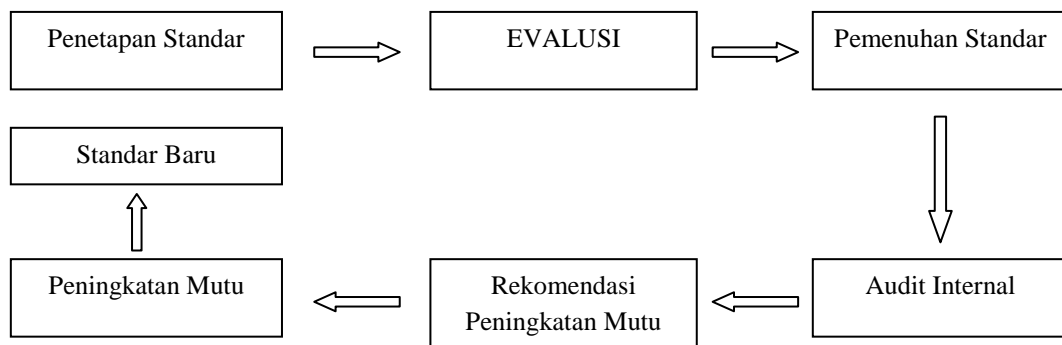 Penetapan Standar
EVALUSI
Pemenuhan Standar
Standar Baru
Peningkatan Mutu
Rekomendasi
Peningkatan Mutu
Audit Internal